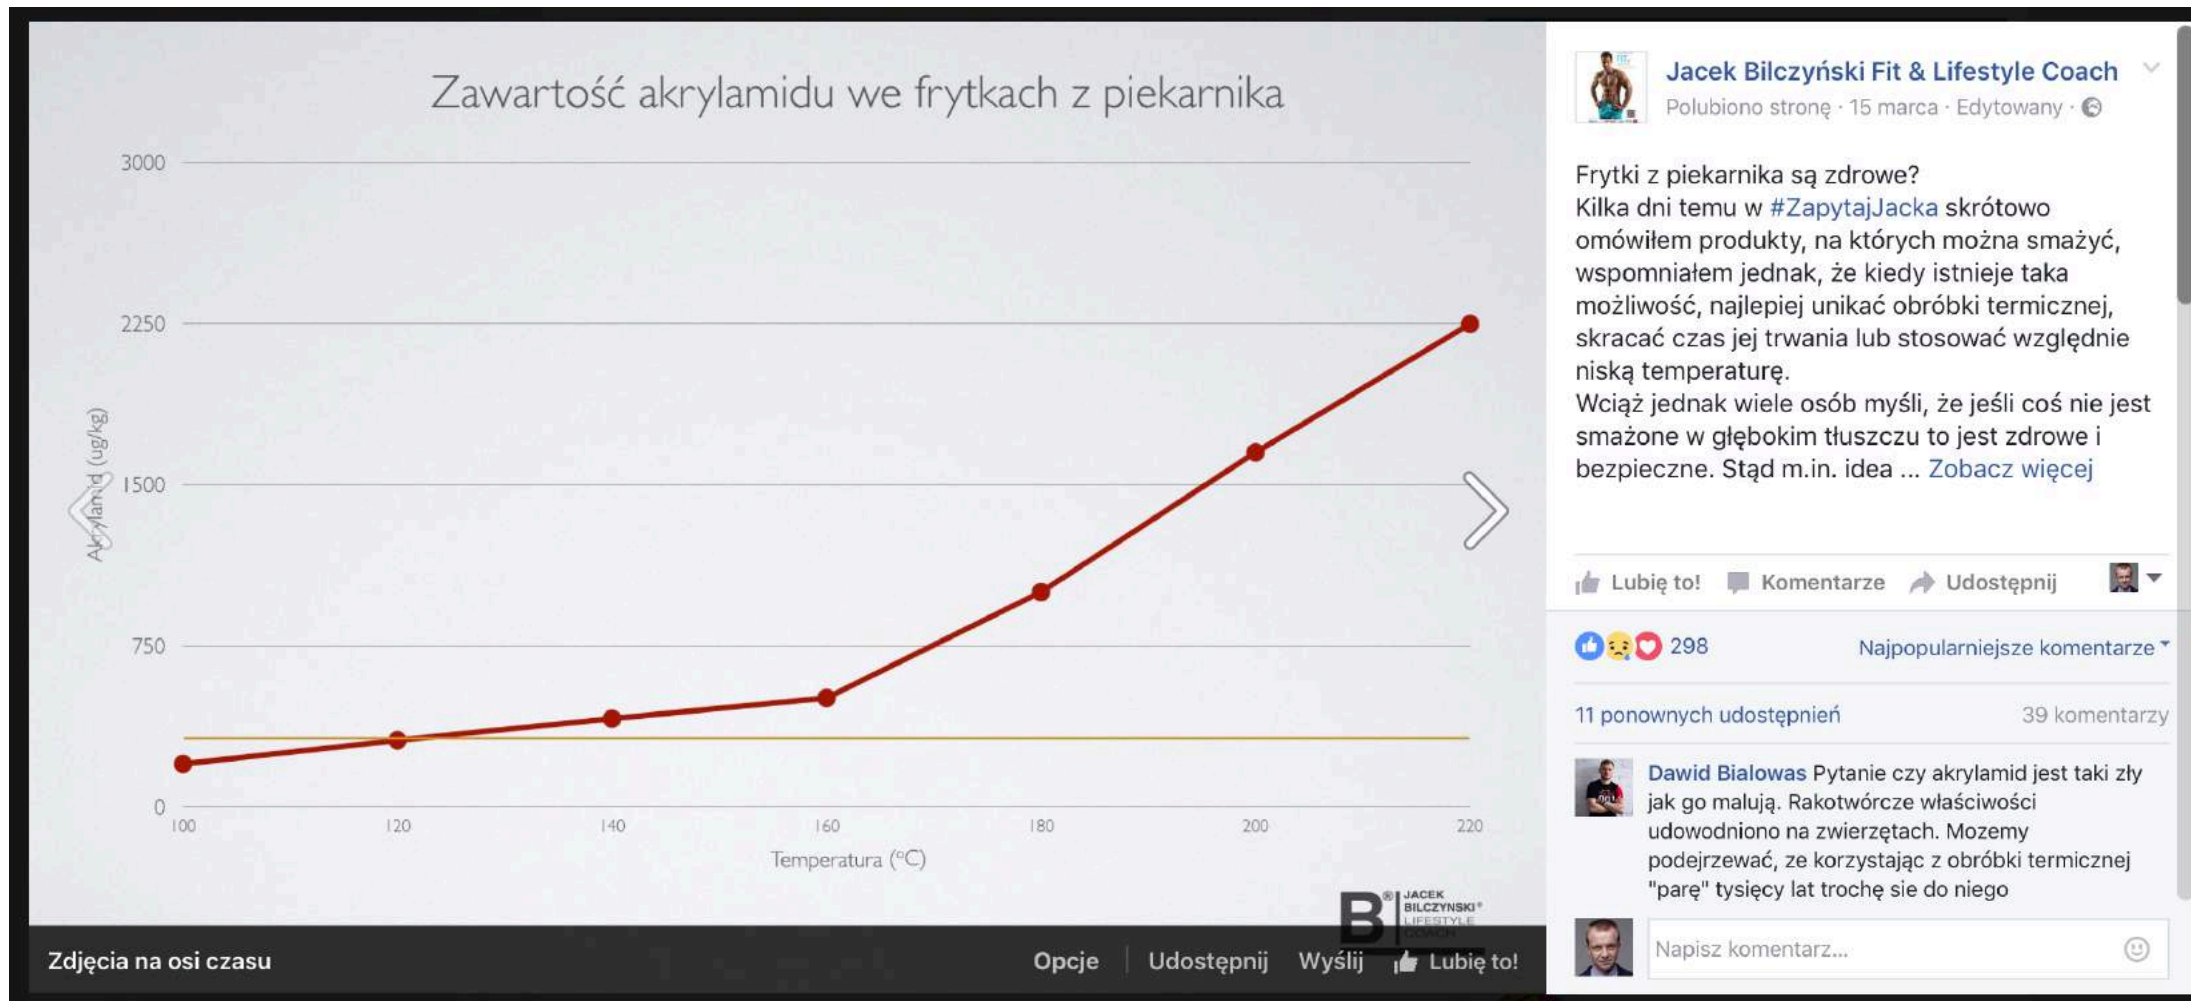 Zawartość akrylamidu we frytkach z piekarnika
3000
2250
1500
750
0
Akrylamid (ug/kg)
100 120 140 160 180 200 220
Temperatura (°C)
B® JACEK
BILCZYNSKI®
LIFESTYLE
COACH
Zdjęcia na osi czasu
Opcje Udostępnij Wyślij Lubię to!
Jacek Bilczyński Fit & Lifestyle Coach
Polubiono stronę · 15 marca · Edytowany ·
Frytki z piekarnika są zdrowe?
Kilka dni temu w #ZapytajJacka skrótowo
omówiłem produkty, na których można smażyć,
wspomniałem jednak, że kiedy istnieje taka
możliwość, najlepiej unikać obróbki termicznej,
skracać czas jej trwania lub stosować względnie
niską temperaturę.
Wciąż jednak wiele osób myśli, że jeśli coś nie jest
smażone w głębokim tłuszczu to jest zdrowe i
bezpieczne. Stąd m.in. idea ... Zobacz więcej
Lubię to! Komentarze Udostępnij
298 Najpopularniejsze komentarze
11 ponownych udostępnień 39 komentarzy
Dawid Bialowas Pytanie czy akrylamid jest taki zły
jak go malują. Rakotwórcze właściwości
udowodniono na zwierzętach. Mozemy
podejrzewać, ze korzystając z obróbki termicznej
"parę" tysięcy lat trochę sie do niego
Napisz komentarz...